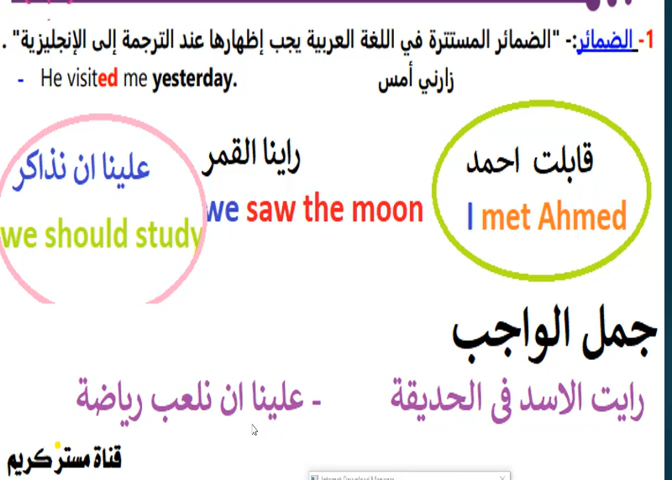 1- الضمائر:- "الضمائر المستترة في اللغة العربية يجب إظهارها عند الترجمة إلى الإنجليزية" .
- He visited me yesterday. زارني أمس
قابلت احمد
I met Ahmed
راينا القمر
we saw the moon
علينا ان نذاكر
we should study
جمل الواجب
رايت الاسد فى الحديقة
- علينا ان نلعب رياضة
قناة مستر كريم